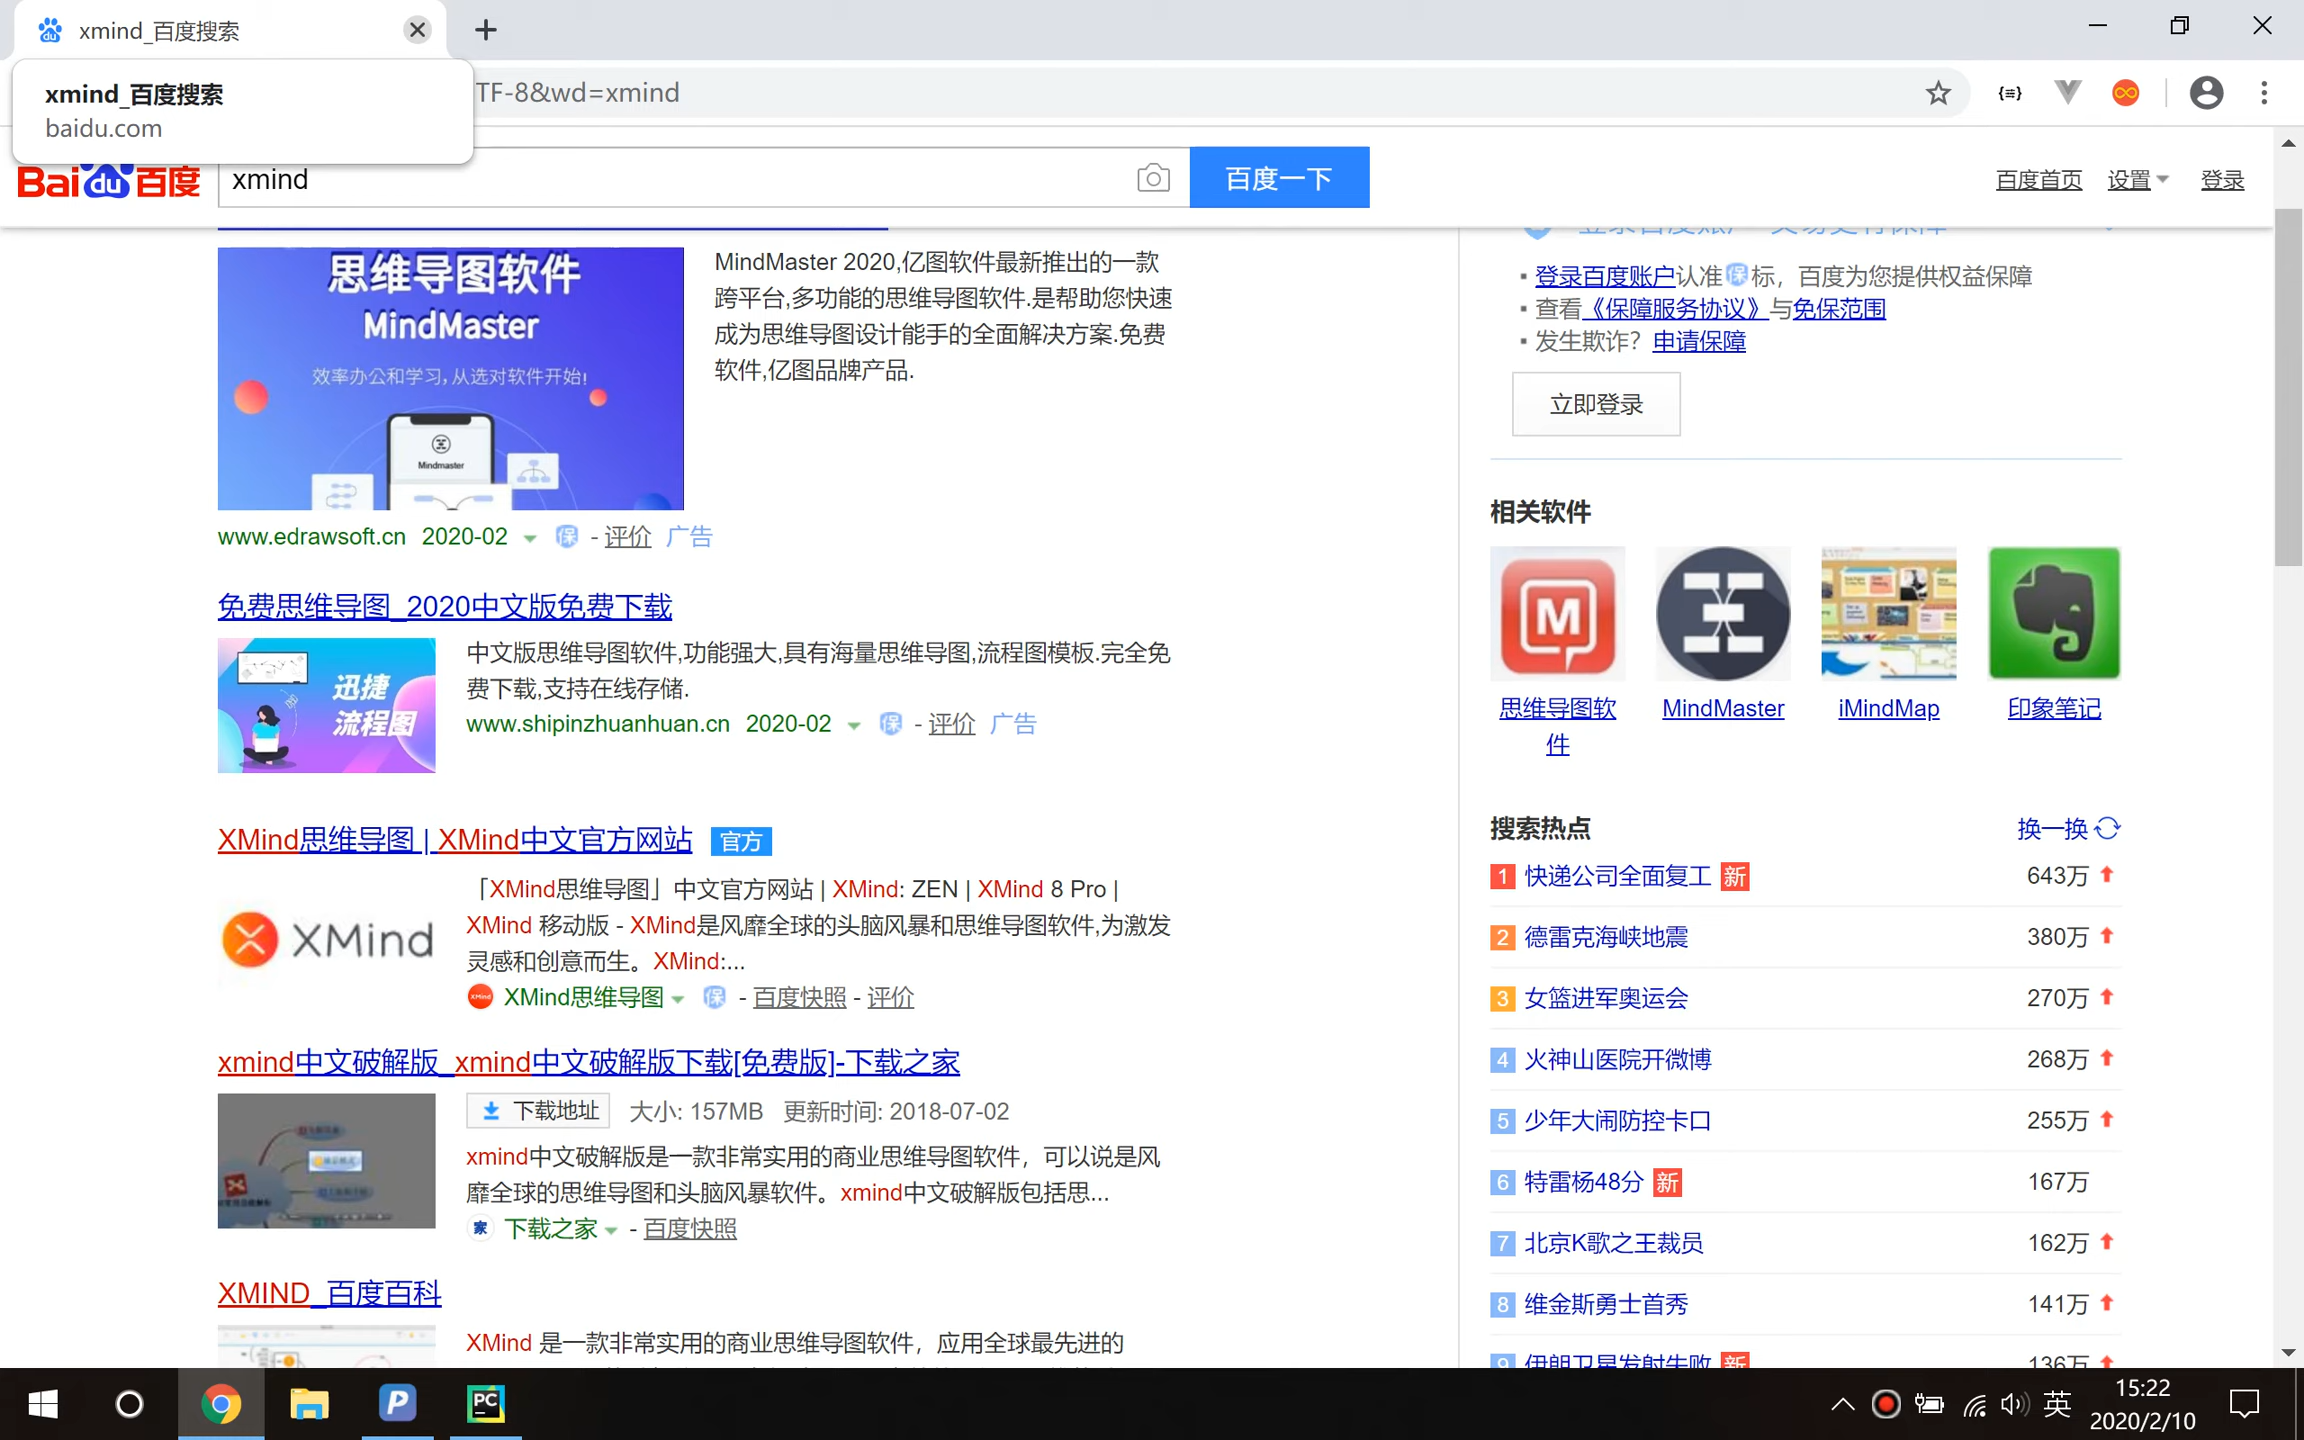 xmind_百度搜索
xmind_百度搜索
baidu.com
TF-8&wd=xmind
Bai du 百度
xmind
百度一下
百度首页 设置 登录
思维导图软件
MindMaster
效率办公和学习,从选对软件开始!
Mindmaster
MindMaster 2020,亿图软件最新推出的一款
跨平台,多功能的思维导图软件.是帮助您快速
成为思维导图设计能手的全面解决方案.免费
软件,亿图品牌产品.
www.edrawsoft.cn 2020-02 保 - 评价 广告
免费思维导图_2020中文版免费下载
迅捷
流程图
中文版思维导图软件,功能强大,具有海量思维导图,流程图模板.完全免
费下载,支持在线存储.
www.shipinzhuanhuan.cn 2020-02 保 - 评价 广告
XMind思维导图 | XMind中文官方网站 官方
XMind
「XMind思维导图」中文官方网站 | XMind: ZEN | XMind 8 Pro |
XMind 移动版 - XMind是风靡全球的头脑风暴和思维导图软件,为激发
灵感和创意而生。XMind:...
XMind XMind思维导图 保 - 百度快照 - 评价
xmind中文破解版_xmind中文破解版下载[免费版]-下载之家
下载地址 大小: 157MB 更新时间: 2018-07-02
xmind中文破解版是一款非常实用的商业思维导图软件，可以说是风
靡全球的思维导图和头脑风暴软件。xmind中文破解版包括思...
家 下载之家 - 百度快照
XMIND_百度百科
XMind 是一款非常实用的商业思维导图软件，应用全球最先进的
▪ 登录百度账户认准保标，百度为您提供权益保障
▪ 查看《保障服务协议》与免保范围
▪ 发生欺诈？申请保障
立即登录
相关软件
思维导图软
件
MindMaster
iMindMap
印象笔记
搜索热点 换一换
1 快递公司全面复工 新 643万
2 德雷克海峡地震 380万
3 女篮进军奥运会 270万
4 火神山医院开微博 268万
5 少年大闹防控卡口 255万
6 特雷杨48分 新 167万
7 北京K歌之王裁员 162万
8 维金斯勇士首秀 141万
9 伊朗卫星发射失败 新 136万
PC
英
15:22
2020/2/10